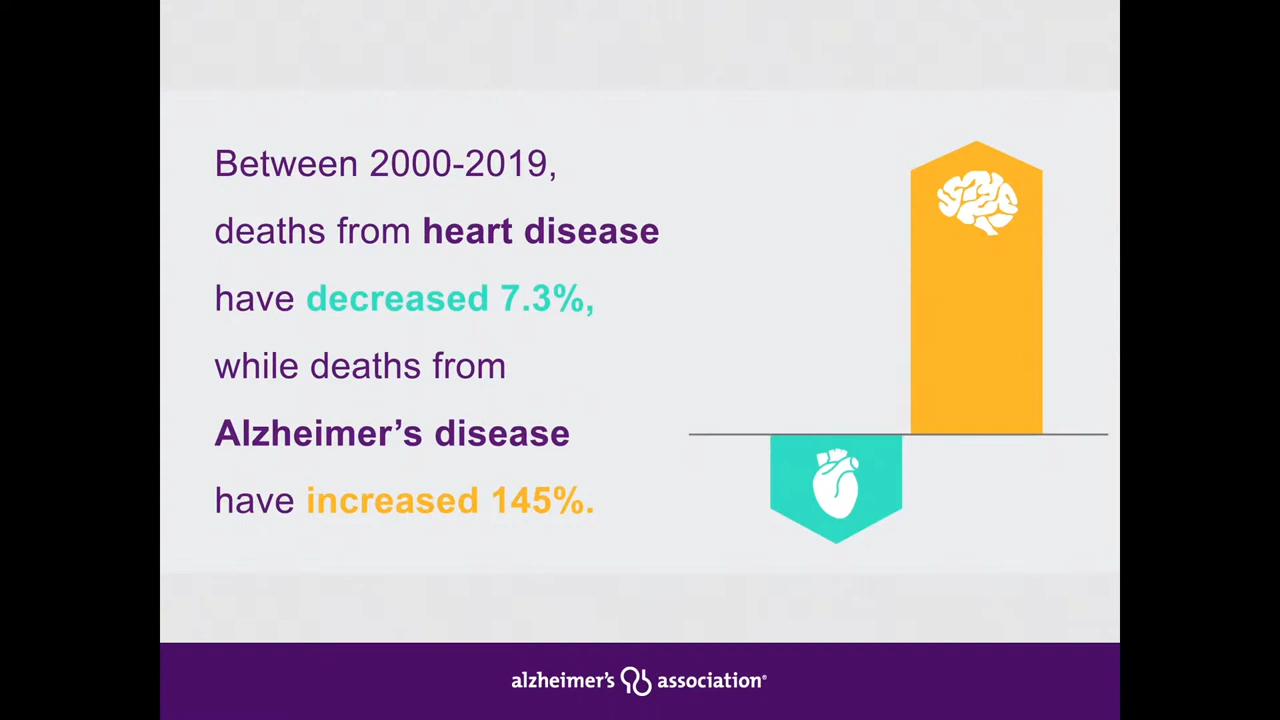 Between 2000-2019,
deaths from heart disease
have decreased 7.3%,
while deaths from
Alzheimer’s disease
have increased 145%.
alzheimer's association®